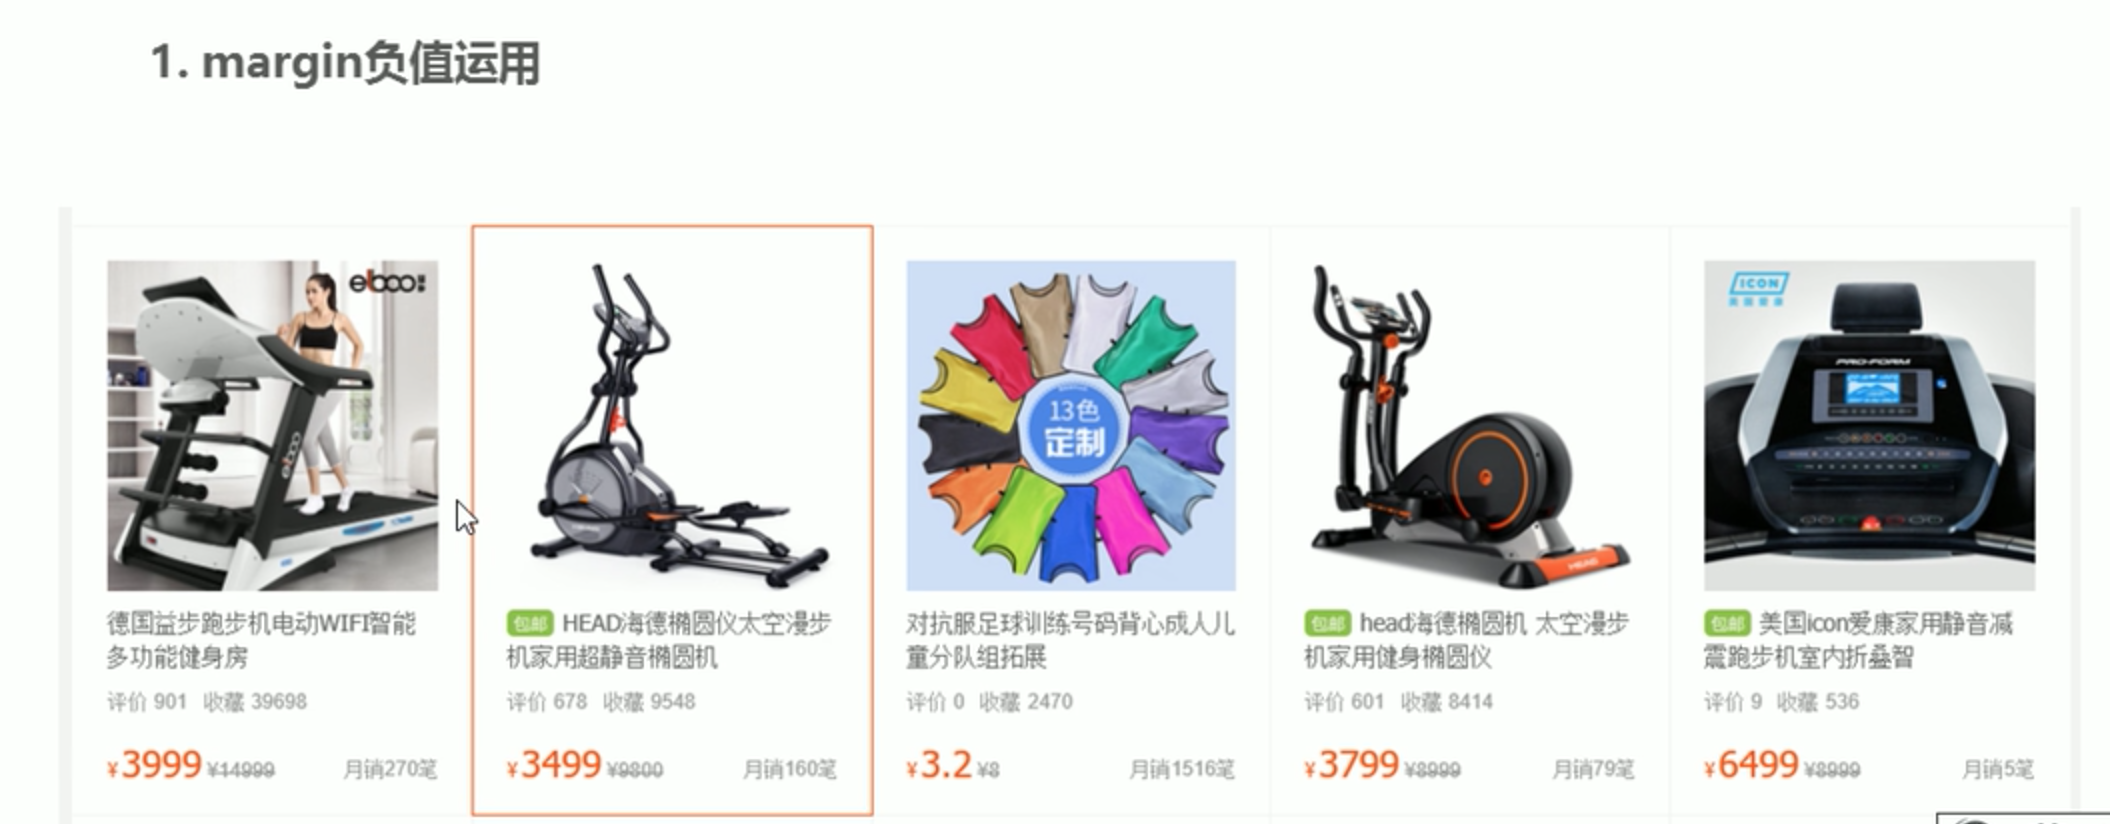 1. margin负值运用
eboo
eboo
德国益步跑步机电动WIFI智能
多功能健身房
评价 901 收藏 39698
¥3999 ¥14999 月销270笔
包邮 HEAD海德椭圆仪太空漫步
机家用超静音椭圆机
评价 678 收藏 9548
¥3499 ¥9800 月销160笔
13色
定制
对抗服足球训练号码背心成人儿
童分队组拓展
评价 0 收藏 2470
¥3.2 ¥8 月销1516笔
HEAD
包邮 head海德椭圆机 太空漫步
机家用健身椭圆仪
评价 601 收藏 8414
¥3799 ¥8999 月销79笔
ICON
美国爱康
PRO-FORM
包邮 美国icon爱康家用静音减
震跑步机室内折叠智
评价 9 收藏 536
¥6499 ¥8999 月销5笔